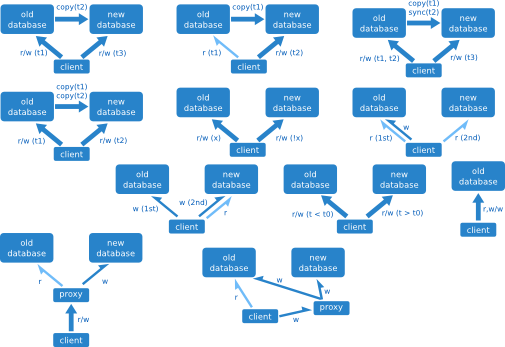 old
database
copy(t2)
new
database
r/w (t1)
r/w (t3)
client
old
database
copy(t1)
new
database
r (t1)
r/w (t2)
client
old
database
copy(t1)
sync(t2)
new
database
r/w (t1, t2)
r/w (t3)
client
old
database
copy(t1)
copy(t2)
new
database
r/w (t1)
r/w (t2)
client
old
database
new
database
r/w (x)
r/w (!x)
client
old
database
new
database
w
r (1st)
r (2nd)
client
old
database
new
database
w (1st)
w (2nd)
r
client
old
database
new
database
r/w (t < t0)
r/w (t > t0)
client
old
database
r,w/w
client
old
database
new
database
r
w
proxy
r/w
client
old
database
new
database
w
w
r
proxy
client
w